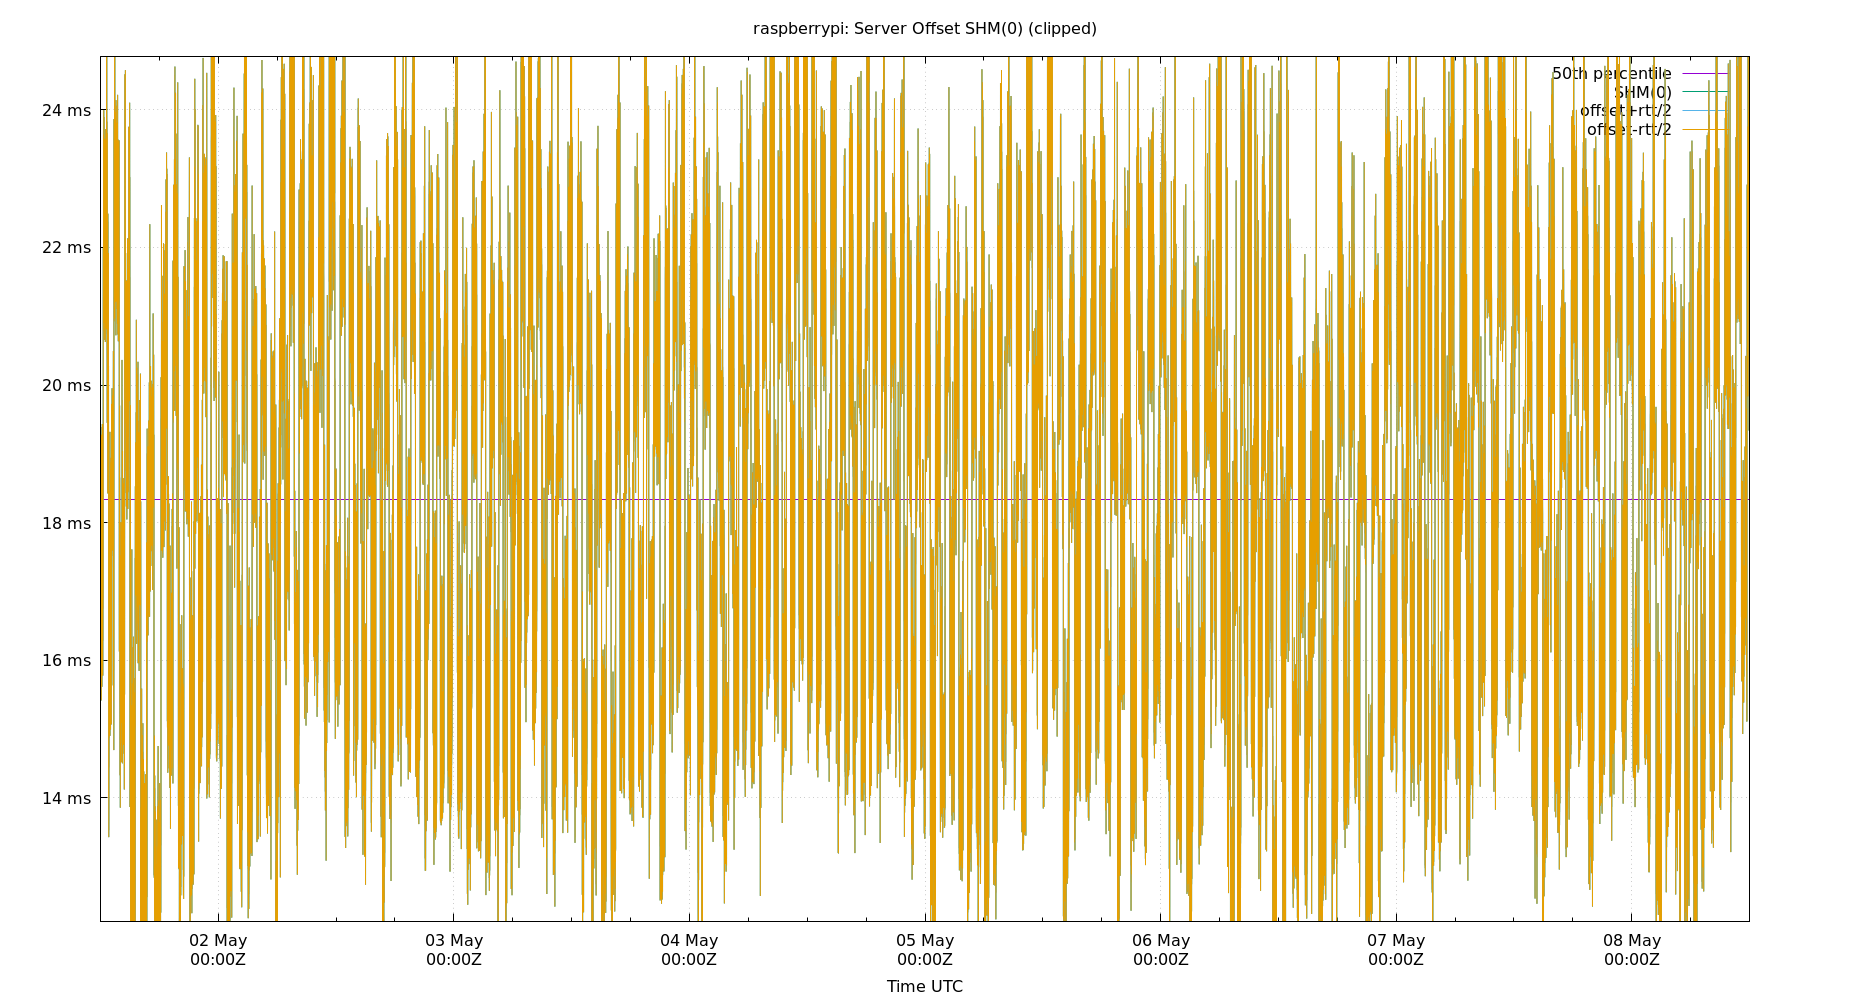 raspberrypi: Server Offset SHM(0) (clipped)
50th percentile
SHM(0)
offset+rtt/2
offset-rtt/2
24 ms
22 ms
20 ms
18 ms
16 ms
14 ms
02 May 03 May 04 May 05 May 06 May 07 May 08 May
00:00Z 00:00Z 00:00Z 00:00Z 00:00Z 00:00Z 00:00Z
Time UTC